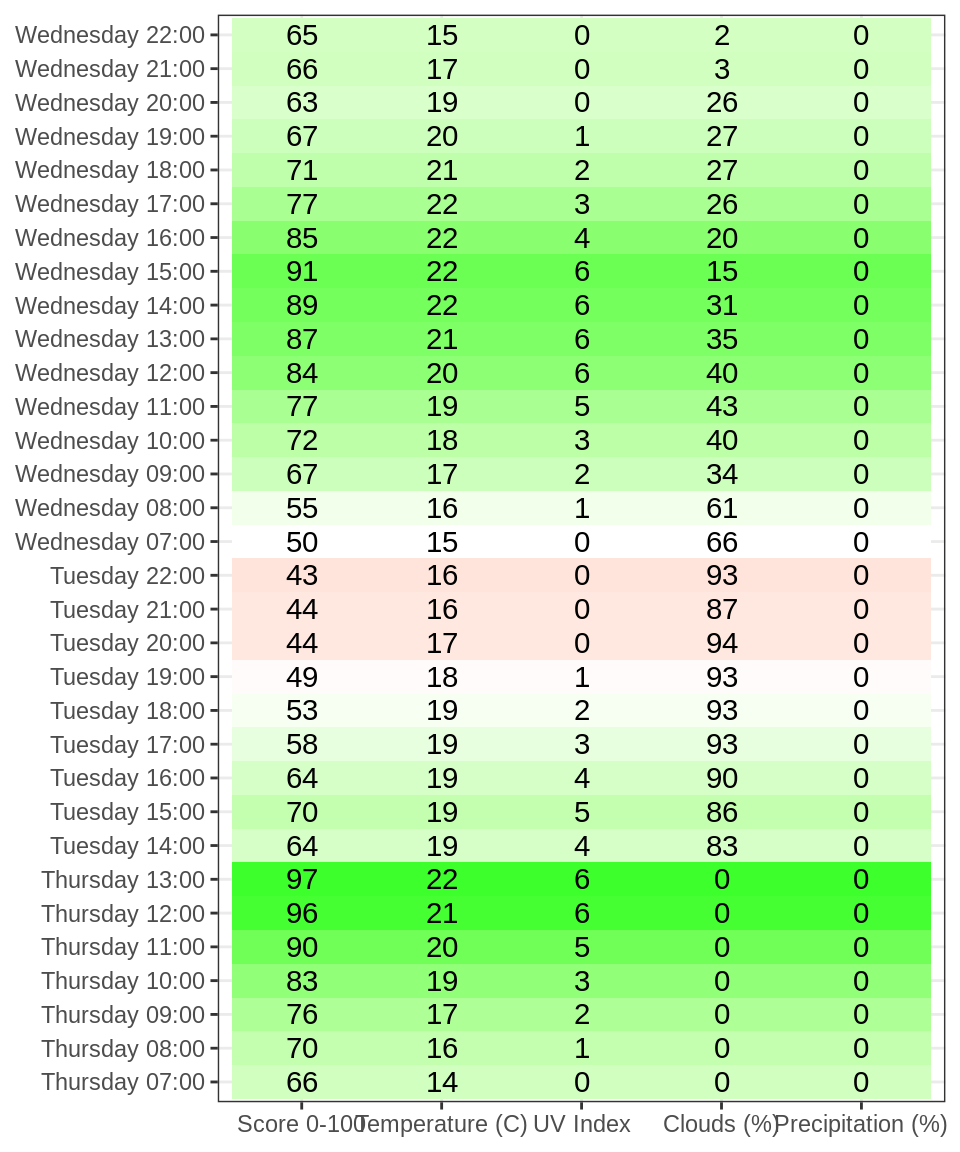 Wednesday 22:00 65 15 0 2 0
Wednesday 21:00 66 17 0 3 0
Wednesday 20:00 63 19 0 26 0
Wednesday 19:00 67 20 1 27 0
Wednesday 18:00 71 21 2 27 0
Wednesday 17:00 77 22 3 26 0
Wednesday 16:00 85 22 4 20 0
Wednesday 15:00 91 22 6 15 0
Wednesday 14:00 89 22 6 31 0
Wednesday 13:00 87 21 6 35 0
Wednesday 12:00 84 20 6 40 0
Wednesday 11:00 77 19 5 43 0
Wednesday 10:00 72 18 3 40 0
Wednesday 09:00 67 17 2 34 0
Wednesday 08:00 55 16 1 61 0
Wednesday 07:00 50 15 0 66 0
Tuesday 22:00 43 16 0 93 0
Tuesday 21:00 44 16 0 87 0
Tuesday 20:00 44 17 0 94 0
Tuesday 19:00 49 18 1 93 0
Tuesday 18:00 53 19 2 93 0
Tuesday 17:00 58 19 3 93 0
Tuesday 16:00 64 19 4 90 0
Tuesday 15:00 70 19 5 86 0
Tuesday 14:00 64 19 4 83 0
Thursday 13:00 97 22 6 0 0
Thursday 12:00 96 21 6 0 0
Thursday 11:00 90 20 5 0 0
Thursday 10:00 83 19 3 0 0
Thursday 09:00 76 17 2 0 0
Thursday 08:00 70 16 1 0 0
Thursday 07:00 66 14 0 0 0
Score 0-100 Temperature (C) UV Index Clouds (%) Precipitation (%)